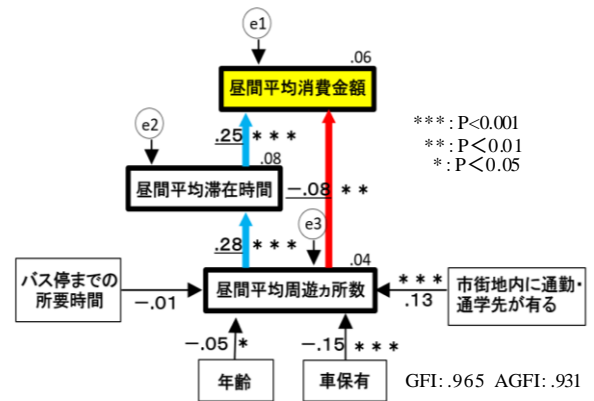 e1
.06
昼間平均消費金額
***: P<0.001
**: P<0.01
*: P<0.05
e2
.25 ***
.08
昼間平均滞在時間
−.08 **
e3
.28 ***
.04
バス停までの
所要時間
−.01
昼間平均周遊ヵ所数
***
.13
市街地内に通勤・
通学先が有る
−.05 *
−.15 ***
年齢
車保有
GFI: .965 AGFI: .931